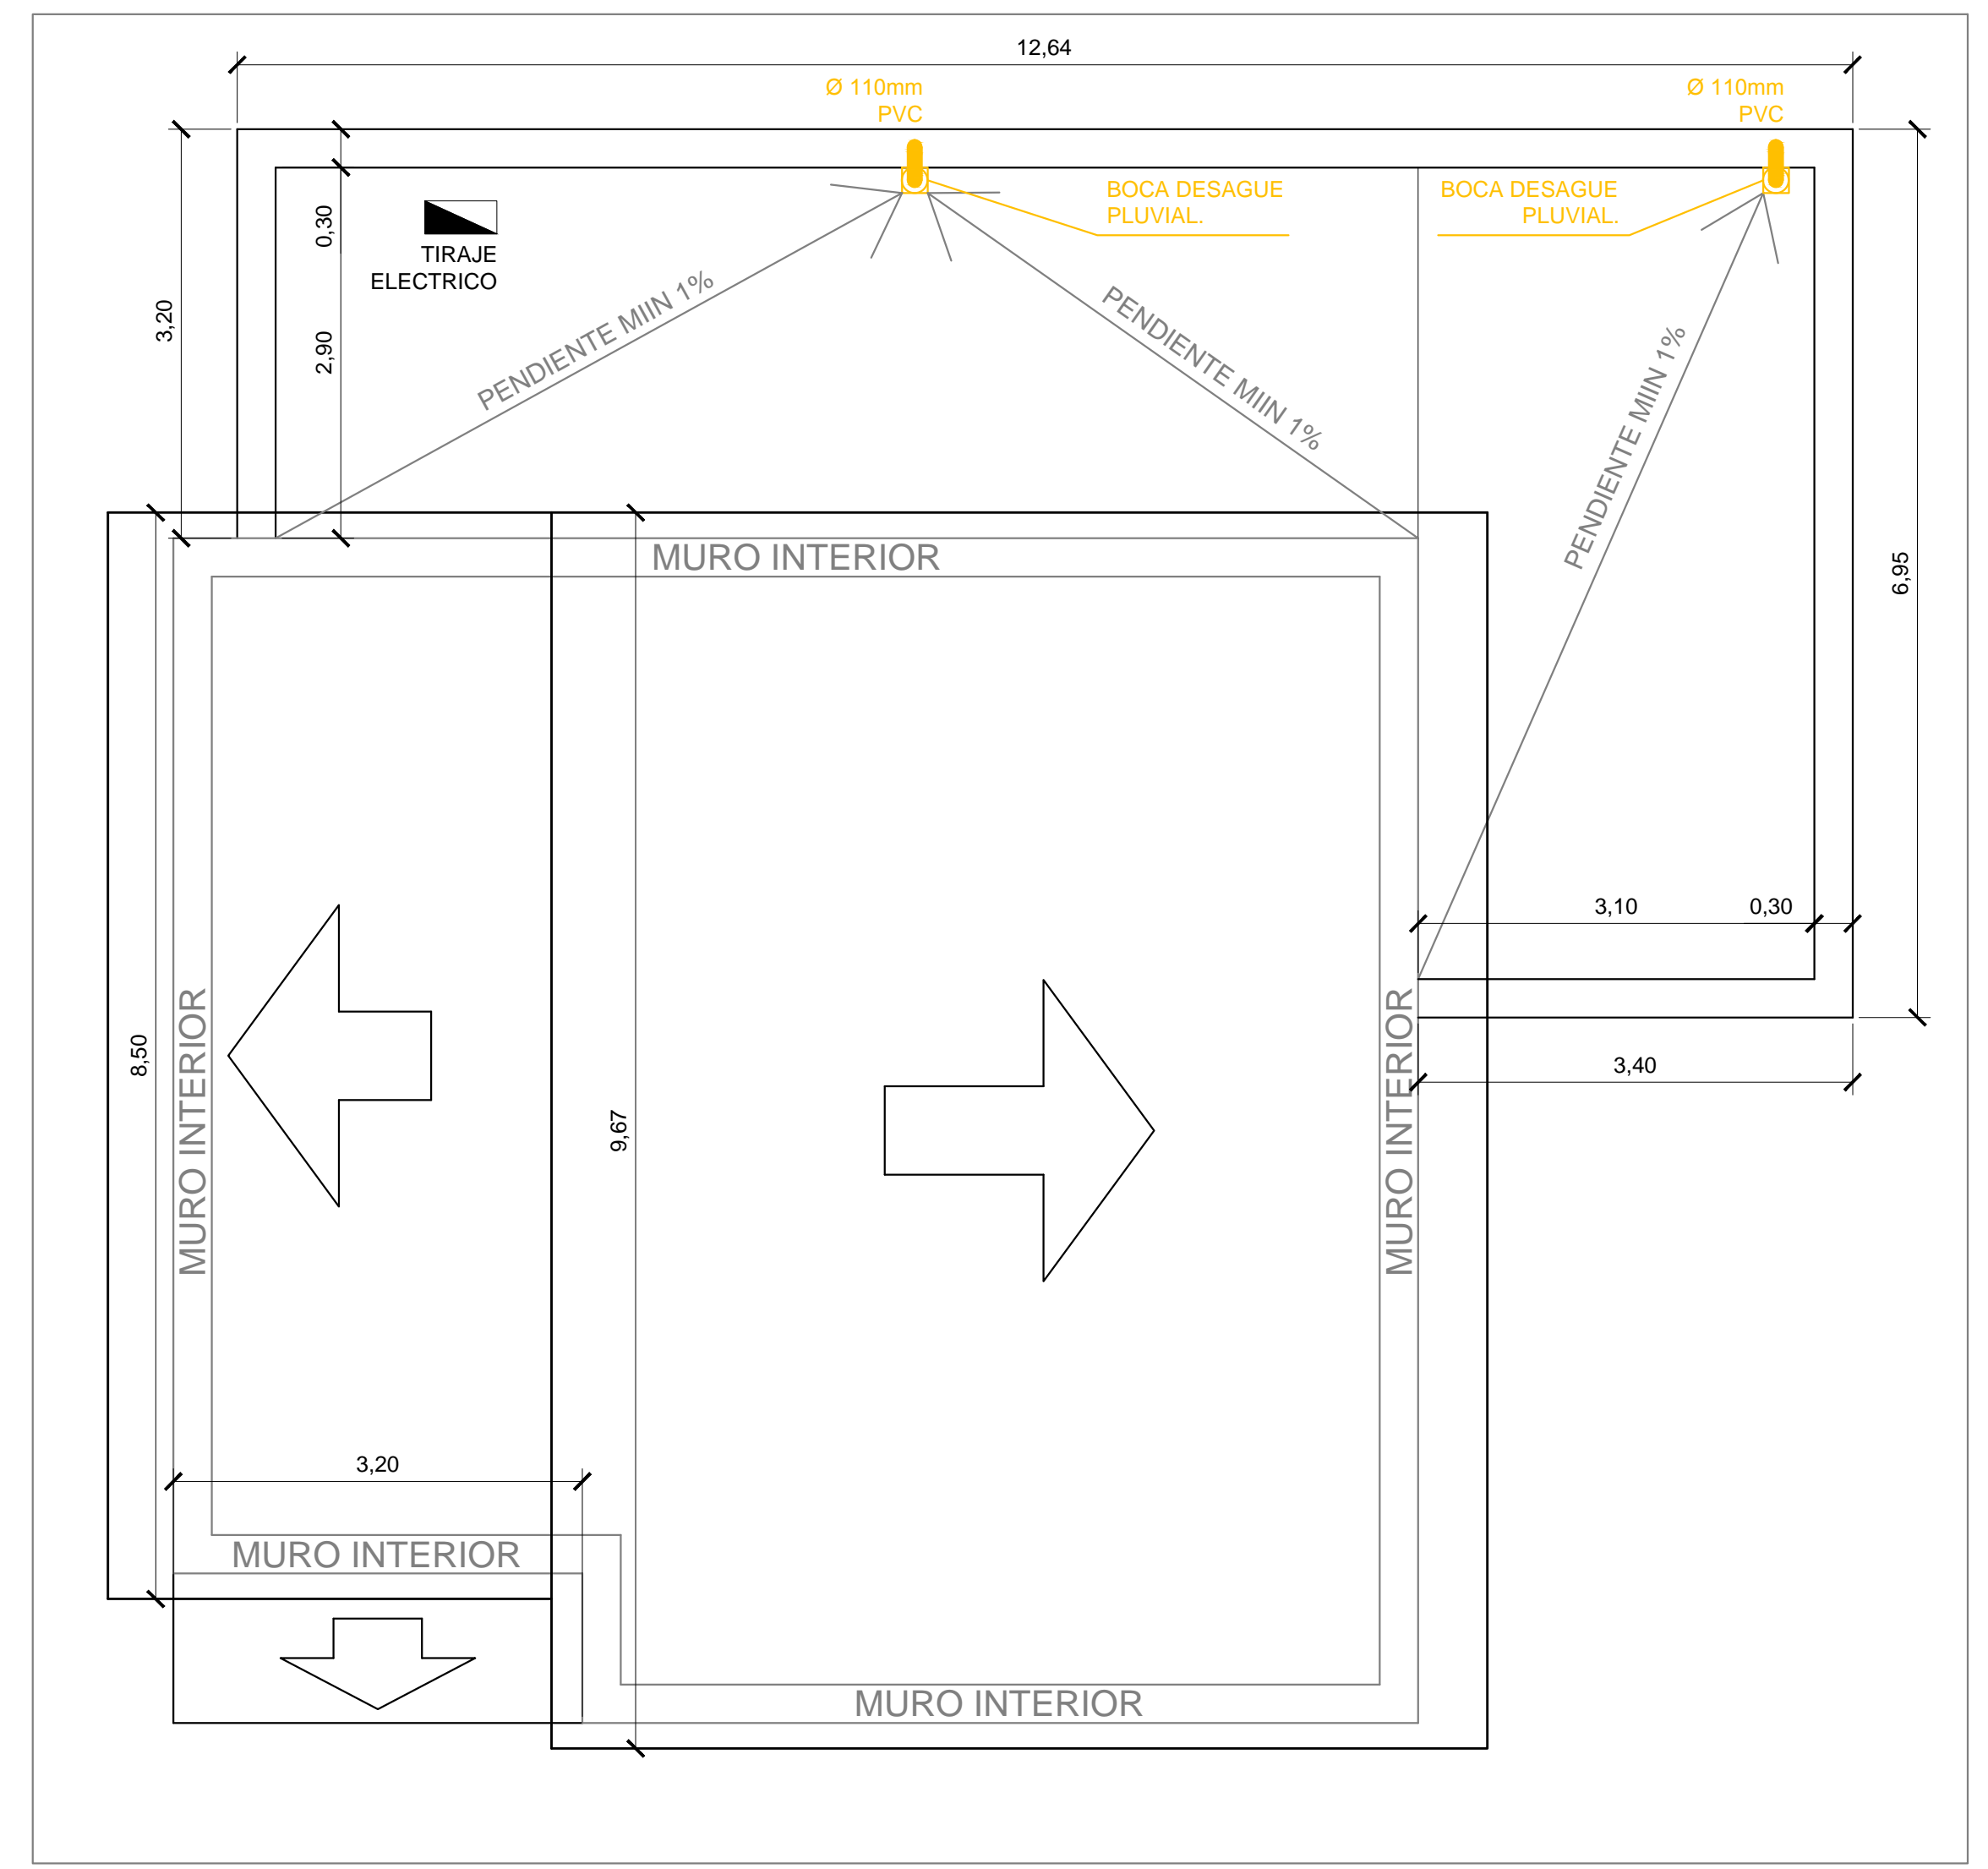 12,64
Ø 110mm
PVC
Ø 110mm
PVC
BOCA DESAGUE
PLUVIAL.
BOCA DESAGUE
PLUVIAL.
0,30
TIRAJE
ELECTRICO
3,20
2,90
PENDIENTE MIIN 1%
PENDIENTE MIIN 1%
PENDIENTE MIIN 1%
MURO INTERIOR
6,95
3,10
0,30
8,50
MURO INTERIOR
9,67
MURO INTERIOR
3,40
3,20
MURO INTERIOR
MURO INTERIOR